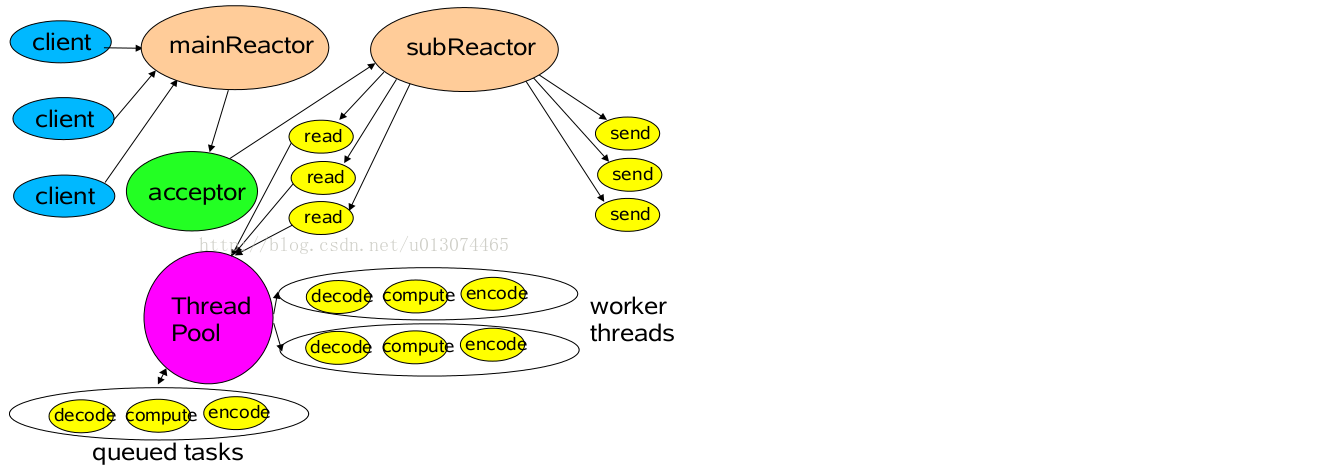 client
mainReactor
subReactor
client
read
send
read
send
client
acceptor
read
send
http://blog.csdn.net/u013074465
Thread
Pool
decode compute encode
worker
threads
decode compute encode
decode compute encode
queued tasks